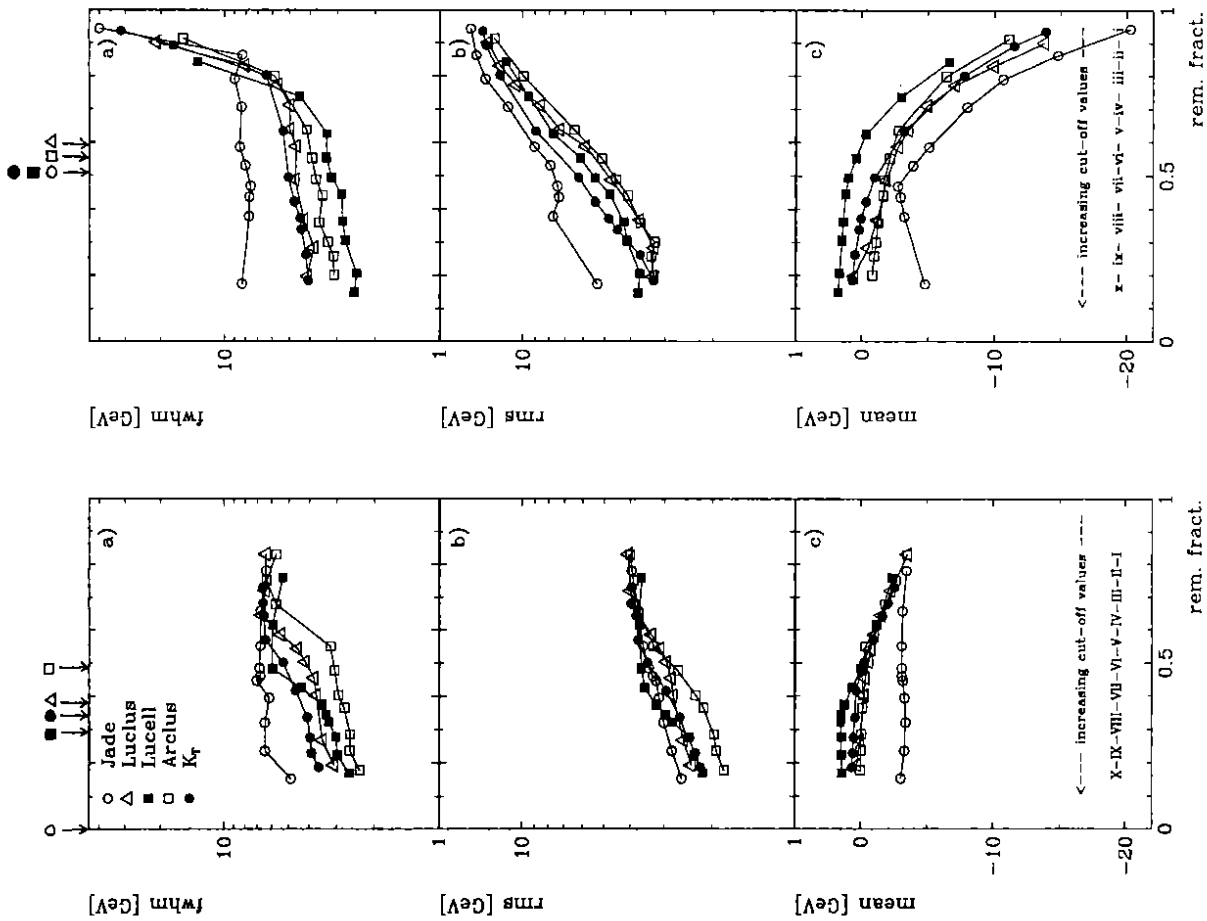 fwhm [GeV]
10
a)
rms [GeV]
1
10
b)
mean [GeV]
1
0
-10
-20
c)
<--- increasing cut-off values ---
x- ix- viii- vii-vi- v-iv- iii-ii-i
0
0.5
1
rem. fract.
fwhm [GeV]
10
a)
Jade
Luclus
Lucell
Arclus
K_T
rms [GeV]
1
10
b)
mean [GeV]
1
0
-10
-20
c)
<--- increasing cut-off values ---
X-IX-VIII-VII-VI-V-IV-III-II-I
0
0.5
1
rem. fract.